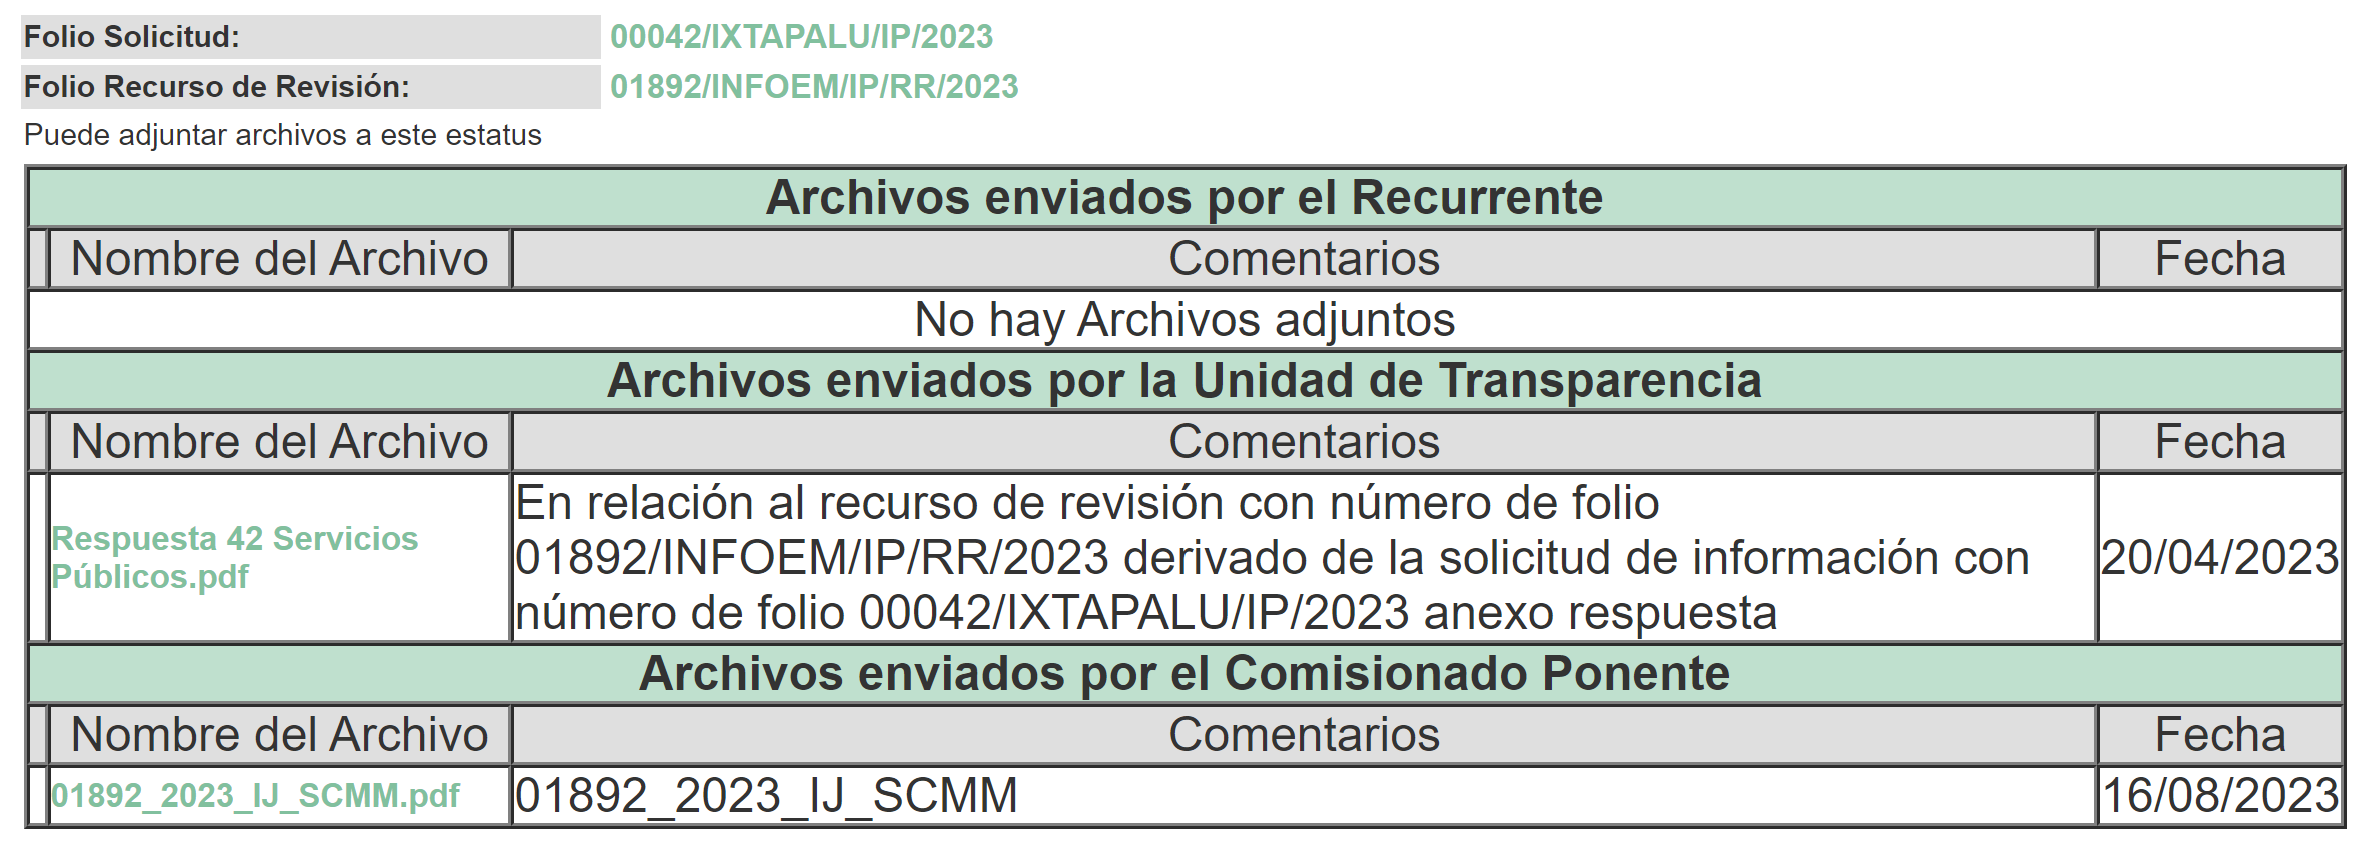 Folio Solicitud: 00042/IXTAPALU/IP/2023
Folio Recurso de Revisión: 01892/INFOEM/IP/RR/2023
Puede adjuntar archivos a este estatus
Archivos enviados por el Recurrente
Nombre del Archivo Comentarios Fecha
No hay Archivos adjuntos
Archivos enviados por la Unidad de Transparencia
Nombre del Archivo Comentarios Fecha
Respuesta 42 Servicios
Públicos.pdf
En relación al recurso de revisión con número de folio
01892/INFOEM/IP/RR/2023 derivado de la solicitud de información con
número de folio 00042/IXTAPALU/IP/2023 anexo respuesta
20/04/2023
Archivos enviados por el Comisionado Ponente
Nombre del Archivo Comentarios Fecha
01892_2023_IJ_SCMM.pdf 01892_2023_IJ_SCMM 16/08/2023